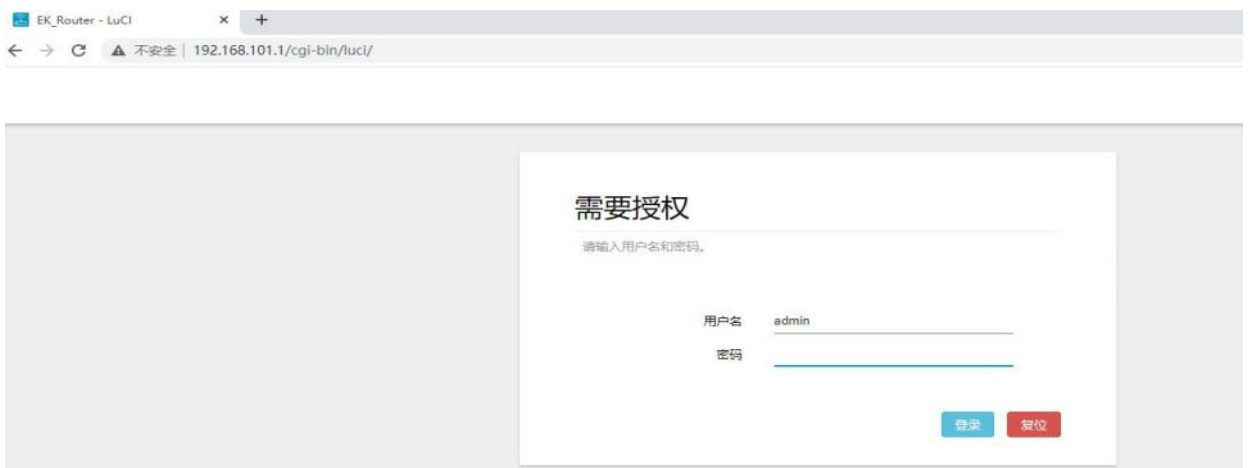 EK_Router - LuCI
不安全 | 192.168.101.1/cgi-bin/luci/
需要授权
请输入用户名和密码。
用户名 admin
密码
登录 复位